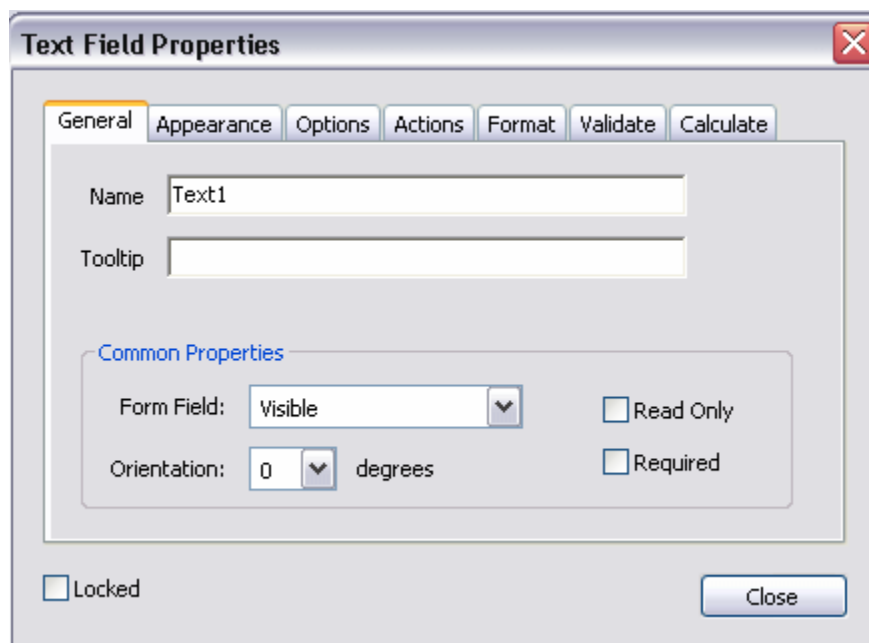 Text Field Properties
General Appearance Options Actions Format Validate Calculate
Name Text1
Tooltip
Common Properties
Form Field: Visible Read Only
Orientation: 0 degrees Required
Locked Close